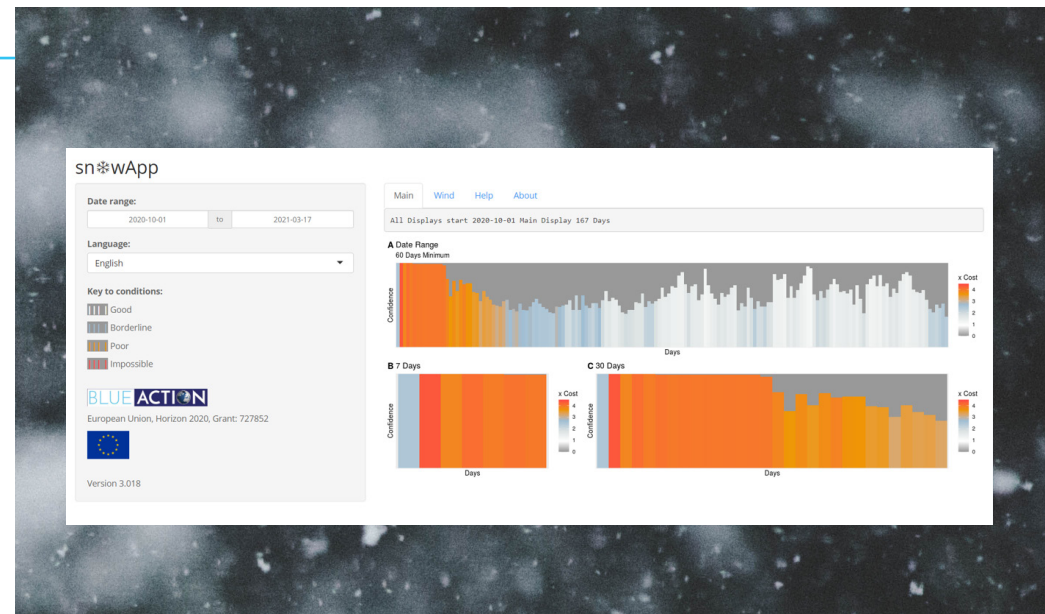 sn❄wApp
Date range:
2020-10-01 to 2021-03-17
Language:
English
Key to conditions:
Good
Borderline
Poor
Impossible
BLUE ACTION
European Union, Horizon 2020, Grant: 727852
Version 3.018
Main Wind Help About
All Displays start 2020-10-01 Main Display 167 Days
A Date Range
60 Days Minimum
Confidence
Days
x Cost
4
3
2
1
0
B 7 Days
Confidence
Days
x Cost
4
3
2
1
0
C 30 Days
Confidence
Days
x Cost
4
3
2
1
0